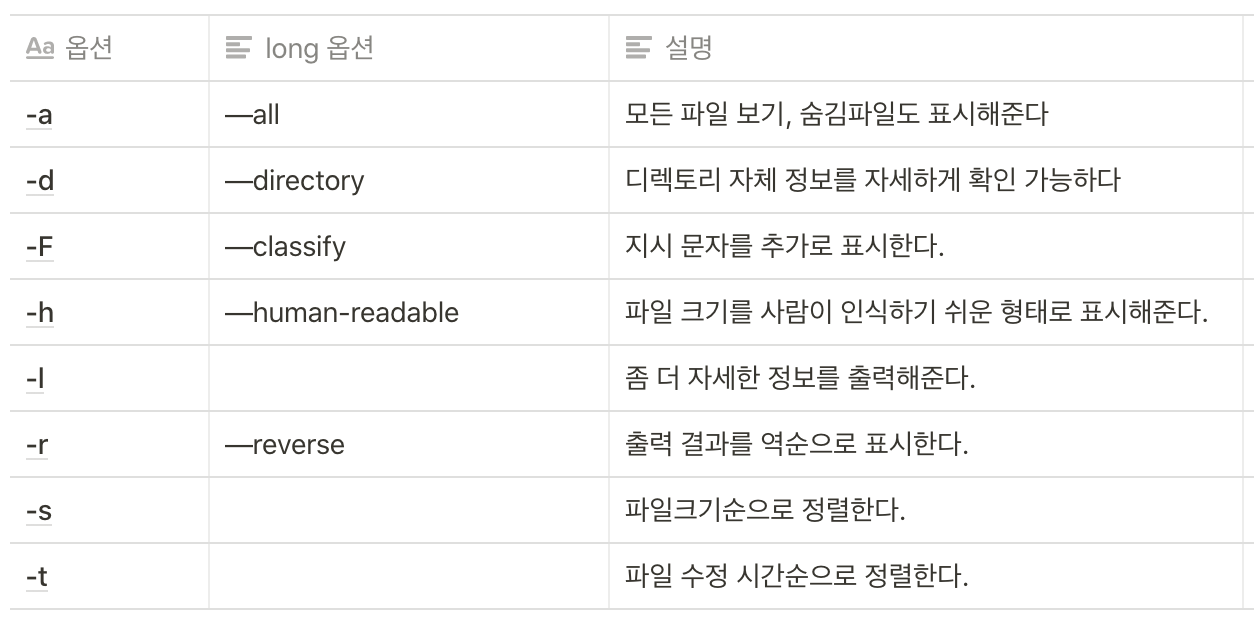 Aa 옵션 long 옵션 설명
-a —all 모든 파일 보기, 숨김파일도 표시해준다
-d —directory 디렉토리 자체 정보를 자세하게 확인 가능하다
-F —classify 지시 문자를 추가로 표시한다.
-h —human-readable 파일 크기를 사람이 인식하기 쉬운 형태로 표시해준다.
-l 좀 더 자세한 정보를 출력해준다.
-r —reverse 출력 결과를 역순으로 표시한다.
-s 파일크기순으로 정렬한다.
-t 파일 수정 시간순으로 정렬한다.